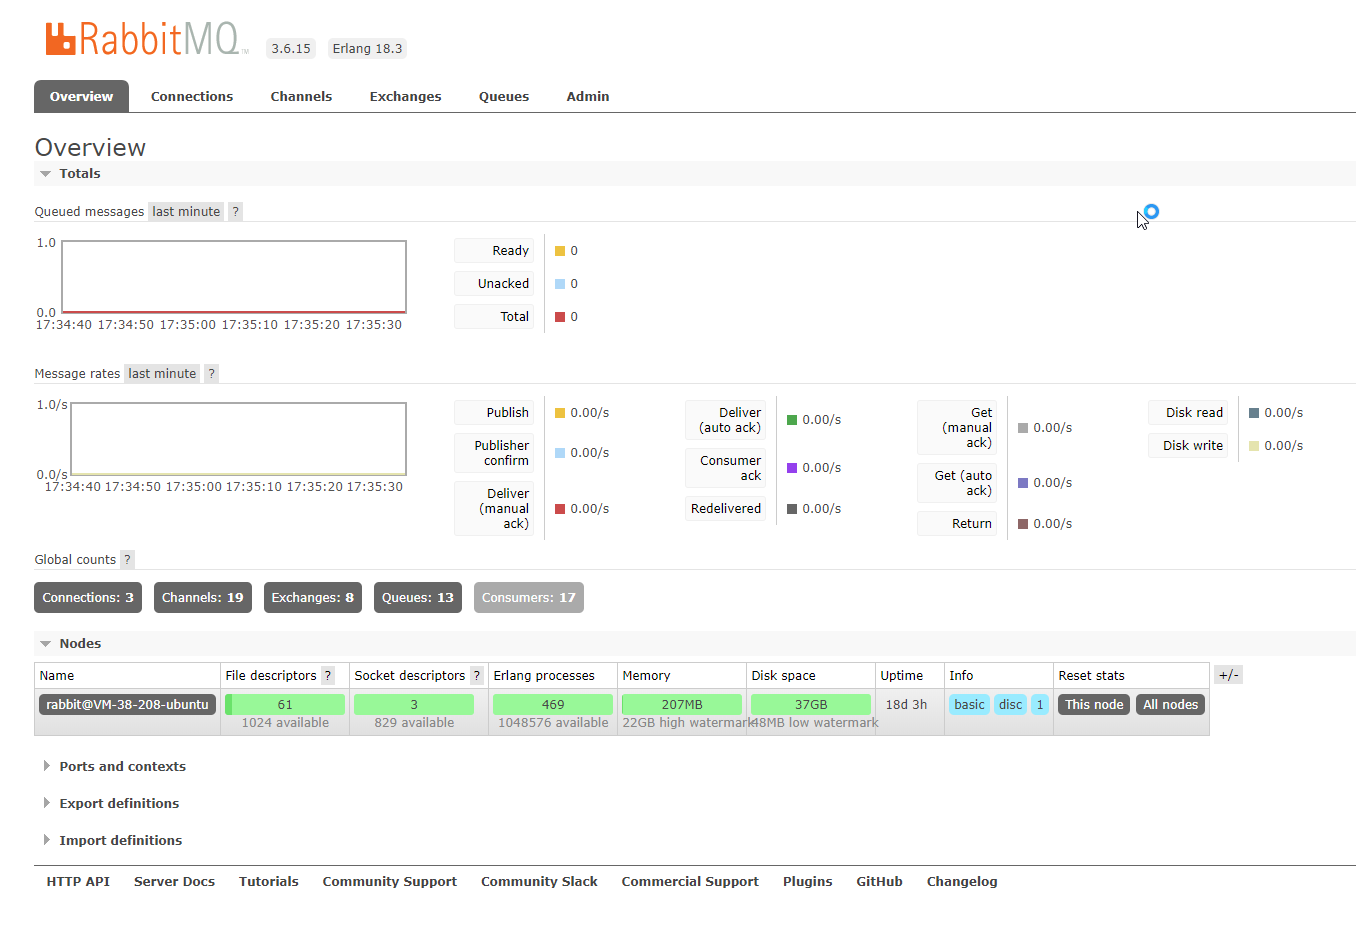 RabbitMQ TM 3.6.15 Erlang 18.3
Overview Connections Channels Exchanges Queues Admin
Overview
Totals
Queued messages last minute ?
1.0
0.0
17:34:40 17:34:50 17:35:00 17:35:10 17:35:20 17:35:30
Ready 0
Unacked 0
Total 0
Message rates last minute ?
1.0/s
0.0/s
17:34:40 17:34:50 17:35:00 17:35:10 17:35:20 17:35:30
Publish 0.00/s
Publisher
confirm 0.00/s
Deliver
(manual
ack) 0.00/s
Deliver
(auto ack) 0.00/s
Consumer
ack 0.00/s
Redelivered 0.00/s
Get
(manual
ack) 0.00/s
Get (auto
ack) 0.00/s
Return 0.00/s
Disk read 0.00/s
Disk write 0.00/s
Global counts ?
Connections: 3 Channels: 19 Exchanges: 8 Queues: 13 Consumers: 17
Nodes
Name File descriptors ? Socket descriptors ? Erlang processes Memory Disk space Uptime Info Reset stats +/-
rabbit@VM-38-208-ubuntu 61 3 469 207MB 37GB 18d 3h basic disc 1 This node All nodes
1024 available 829 available 1048576 available 22GB high watermark 48MB low watermark
Ports and contexts
Export definitions
Import definitions
HTTP API Server Docs Tutorials Community Support Community Slack Commercial Support Plugins GitHub Changelog